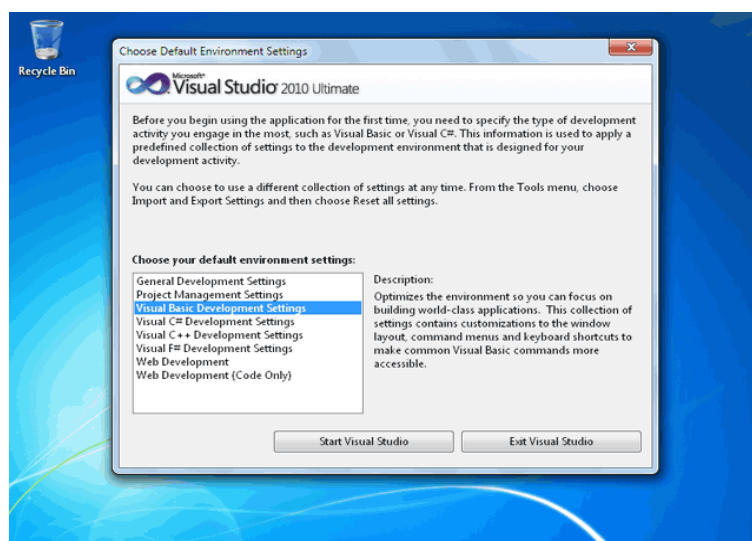 Recycle Bin
Choose Default Environment Settings
Microsoft®
Visual Studio® 2010 Ultimate
Before you begin using the application for the first time, you need to specify the type of development
activity you engage in the most, such as Visual Basic or Visual C#. This information is used to apply a
predefined collection of settings to the development environment that is designed for your
development activity.
You can choose to use a different collection of settings at any time. From the Tools menu, choose
Import and Export Settings and then choose Reset all settings.
Choose your default environment settings:
General Development Settings
Project Management Settings
Visual Basic Development Settings
Visual C# Development Settings
Visual C++ Development Settings
Visual F# Development Settings
Web Development
Web Development (Code Only)
Description:
Optimizes the environment so you can focus on
building world-class applications. This collection of
settings contains customizations to the window
layout, command menus and keyboard shortcuts to
make common Visual Basic commands more
accessible.
Start Visual Studio
Exit Visual Studio